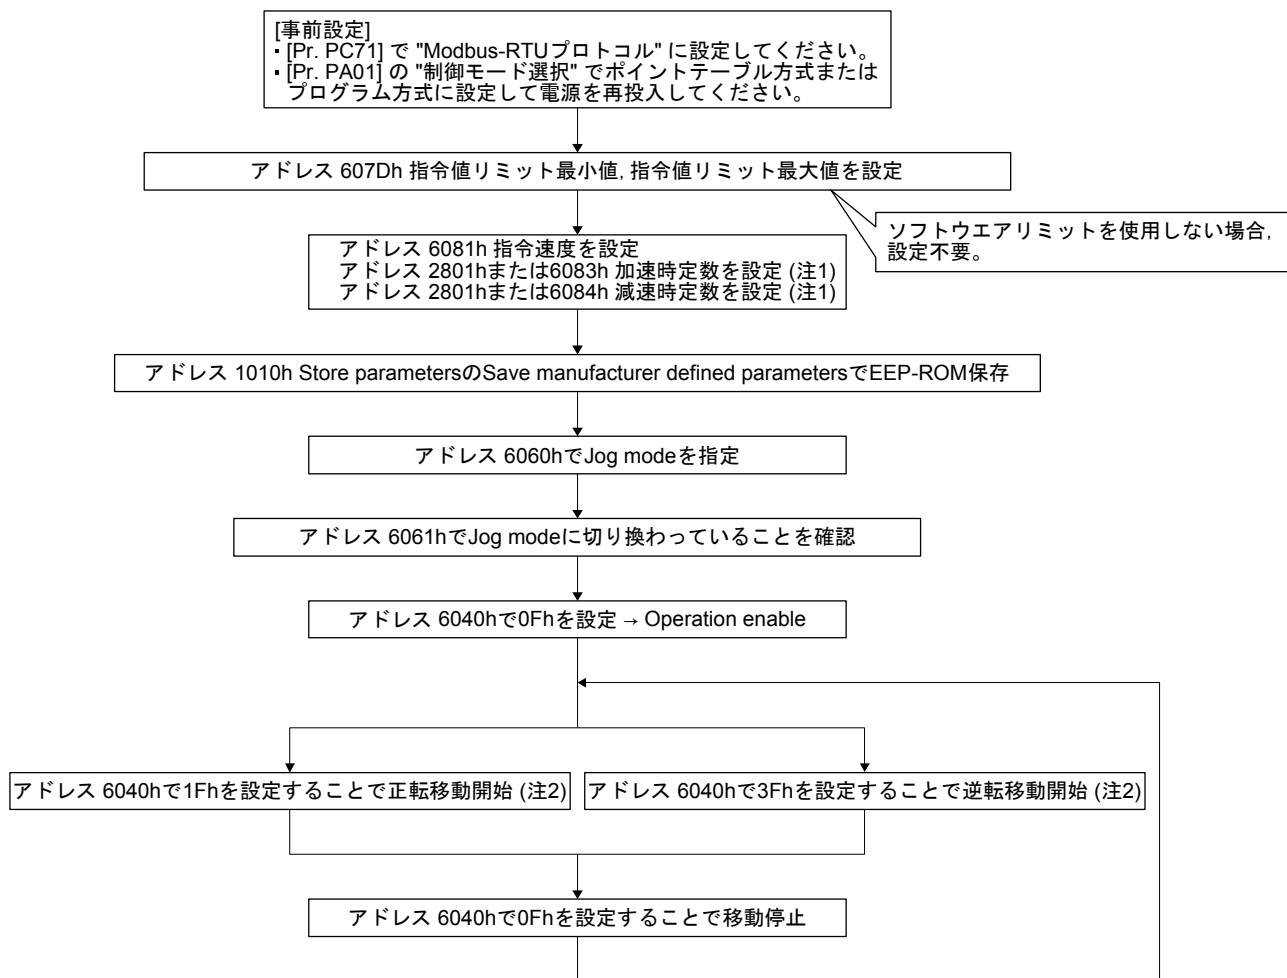 [事前設定]
・[Pr. PC71] で "Modbus-RTUプロトコル" に設定してください。
・[Pr. PA01] の "制御モード選択" でポイントテーブル方式または
プログラム方式に設定して電源を再投入してください。
アドレス 607Dh 指令値リミット最小値, 指令値リミット最大値を設定
ソフトウエアリミットを使用しない場合,
設定不要。
アドレス 6081h 指令速度を設定
アドレス 2801hまたは6083h 加速時定数を設定 (注1)
アドレス 2801hまたは6084h 減速時定数を設定 (注1)
アドレス 1010h Store parametersのSave manufacturer defined parametersでEEP-ROM保存
アドレス 6060hでJog modeを指定
アドレス 6061hでJog modeに切り換わっていることを確認
アドレス 6040hで0Fhを設定 → Operation enable
アドレス 6040hで1Fhを設定することで正転移動開始 (注2)
アドレス 6040hで3Fhを設定することで逆転移動開始 (注2)
アドレス 6040hで0Fhを設定することで移動停止